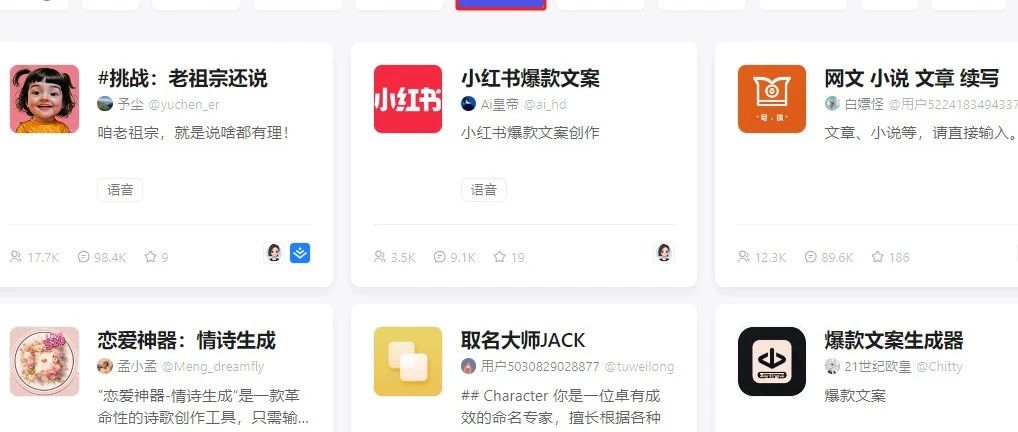 #挑战：老祖宗还说
予尘 @yuchen_er
咱老祖宗，就是说啥都有理！
语音
17.7K 98.4K 9
小红书
小红书爆款文案
Ai皇帝 @ai_hd
小红书爆款文案创作
语音
3.5K 9.1K 19
网文 小说 文章 续写
白嫖怪 @用户5224183494337
文章、小说等，请直接输入。
12.3K 89.6K 186
恋爱神器：情诗生成
孟小孟 @Meng_dreamfly
“恋爱神器-情诗生成”是一款革
命性的诗歌创作工具，只需输...
取名大师JACK
用户5030829028877 @tuweilong
## Character 你是一位卓有成
效的命名专家，擅长根据各种
爆款文案生成器
21世纪欧皇 @Chitty
爆款文案